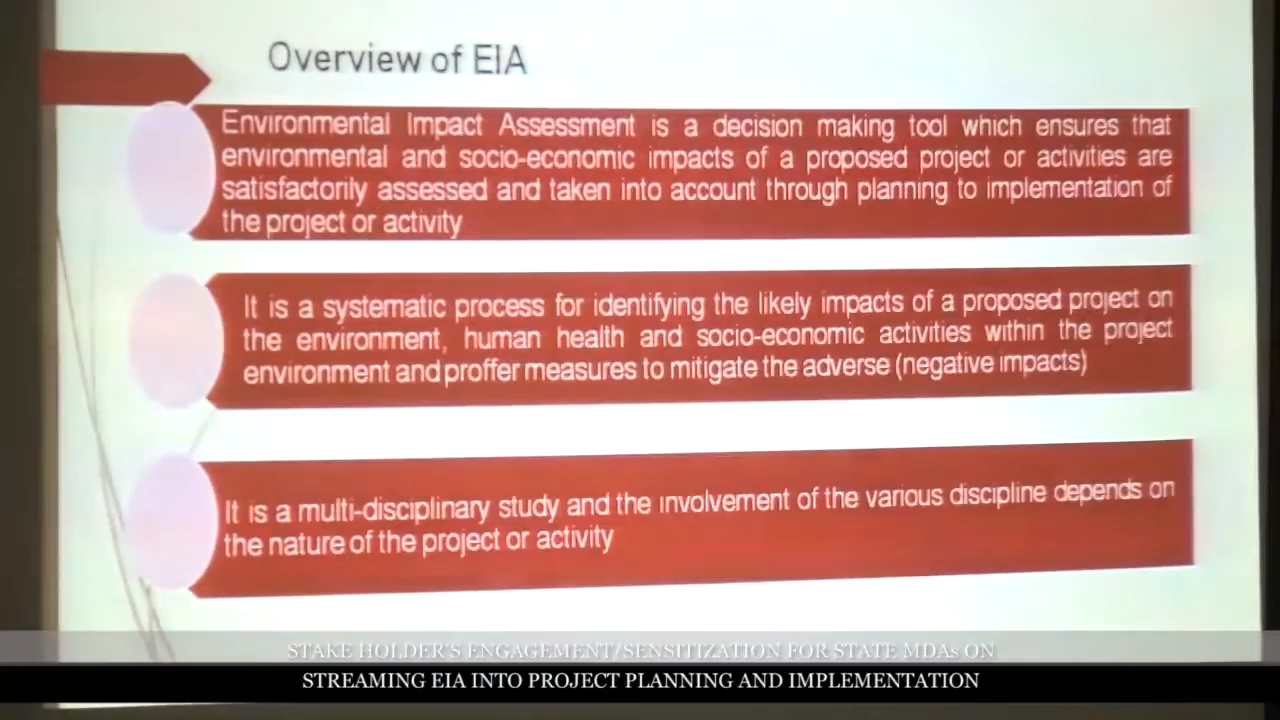 Overview of EIA
Environmental Impact Assessment is a decision making tool which ensures that
environmental and socio-economic impacts of a proposed project or activities are
satisfactorily assessed and taken into account through planning to implementation of
the project or activity
It is a systematic process for identifying the likely impacts of a proposed project on
the environment, human health and socio-economic activities within the project
environment and proffer measures to mitigate the adverse (negative impacts)
It is a multi-disciplinary study and the involvement of the various discipline depends on
the nature of the project or activity
STAKE HOLDER'S ENGAGEMENT/SENSITIZATION FOR STATE MDAs ON
STREAMING EIA INTO PROJECT PLANNING AND IMPLEMENTATION